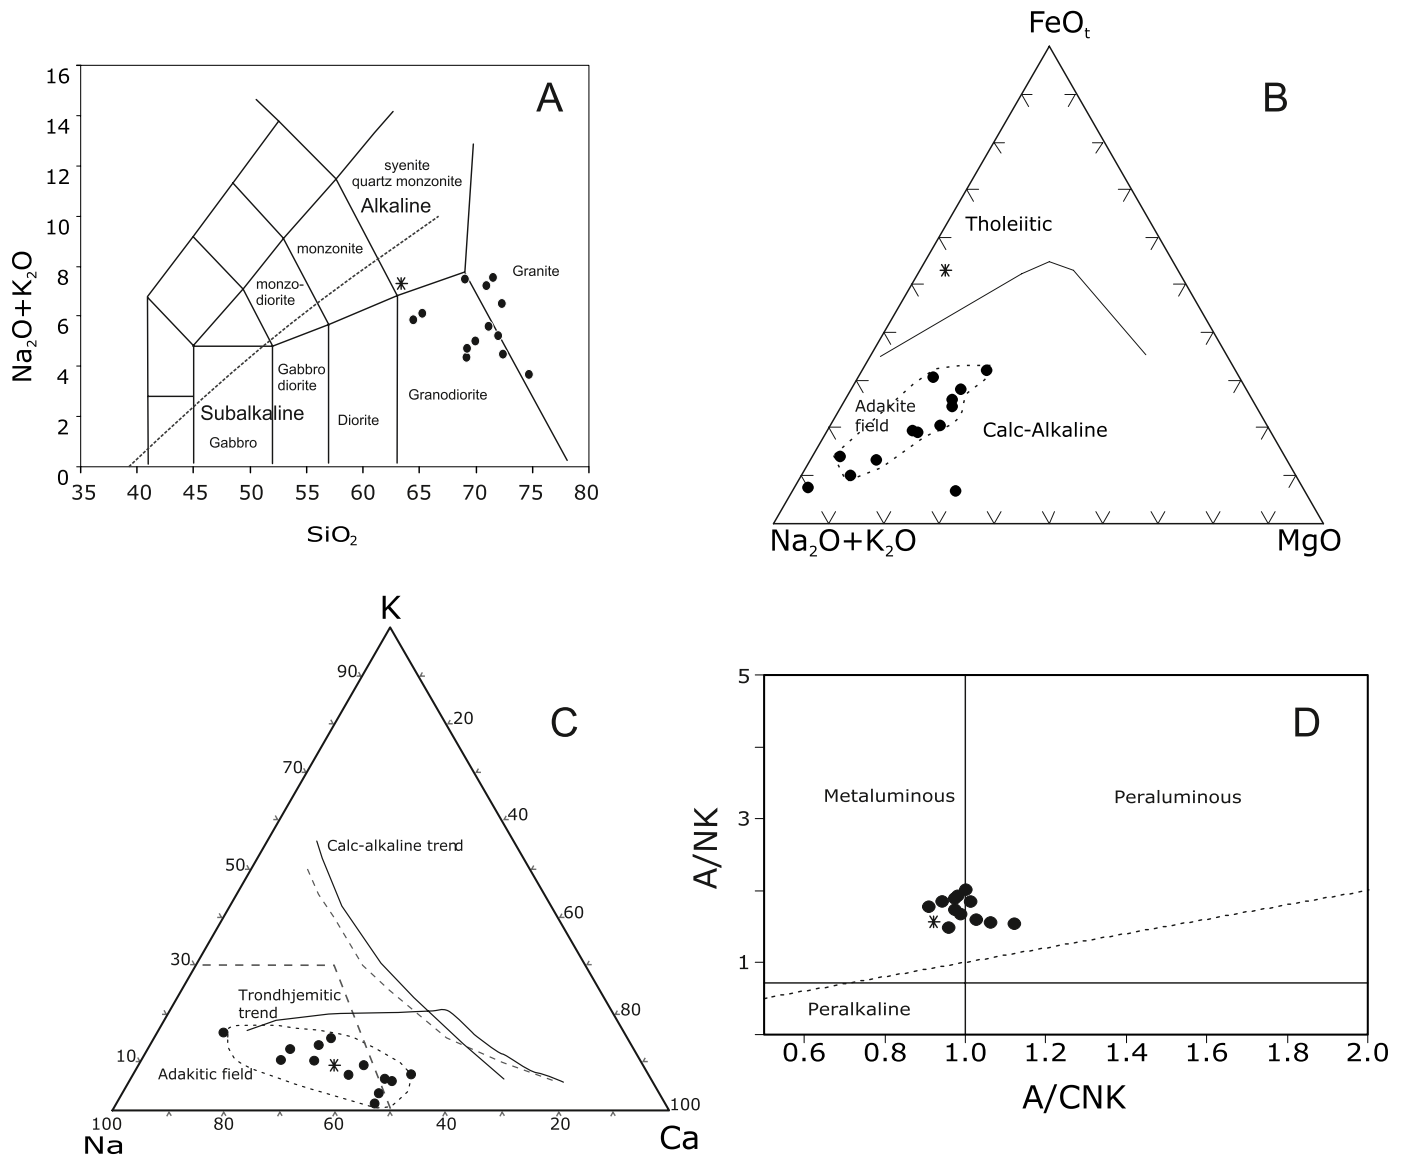 A
16
14
12
10
8
6
4
2
0
Na₂O+K₂O
35 40 45 50 55 60 65 70 75 80
SiO₂
syenite
quartz monzonite
Alkaline
monzonite
monzo-
diorite
Granite
Gabbro
diorite
Subalkaline
Gabbro
Diorite
Granodiorite
B
FeOₜ
Tholeiitic
Adakite
field
Calc-Alkaline
Na₂O+K₂O
MgO
C
K
90
20
70
40
50
60
30
80
10
100
Calc-alkaline trend
Trondhjemitic
trend
Adakitic field
100 80 60 40 20
Na
Ca
D
5
3
1
A/NK
Metaluminous
Peraluminous
Peralkaline
0.6 0.8 1.0 1.2 1.4 1.6 1.8 2.0
A/CNK